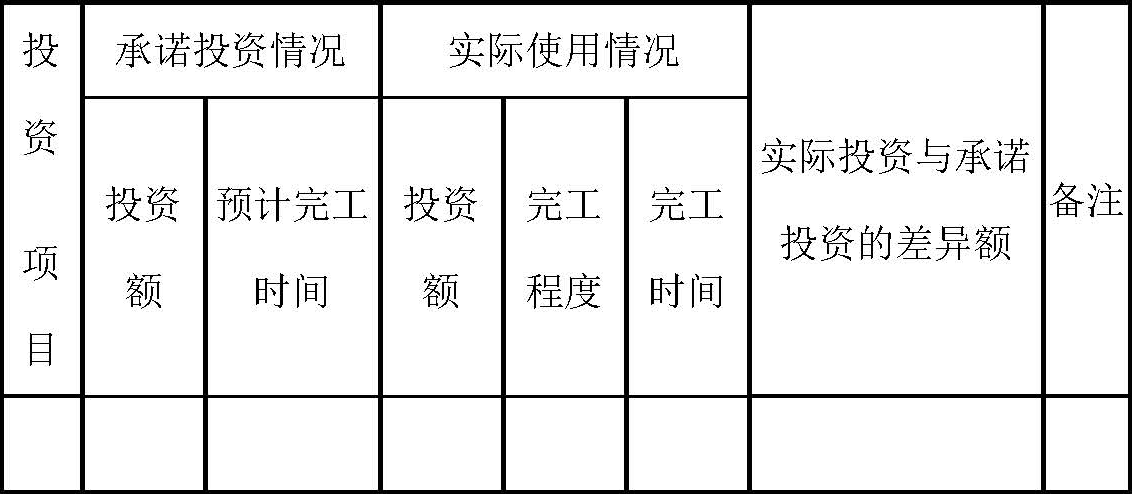 投
资
项
目
承诺投资情况
实际使用情况
投资
额
预计完工
时间
投资
额
完工
程度
完工
时间
实际投资与承诺
投资的差异额
备注